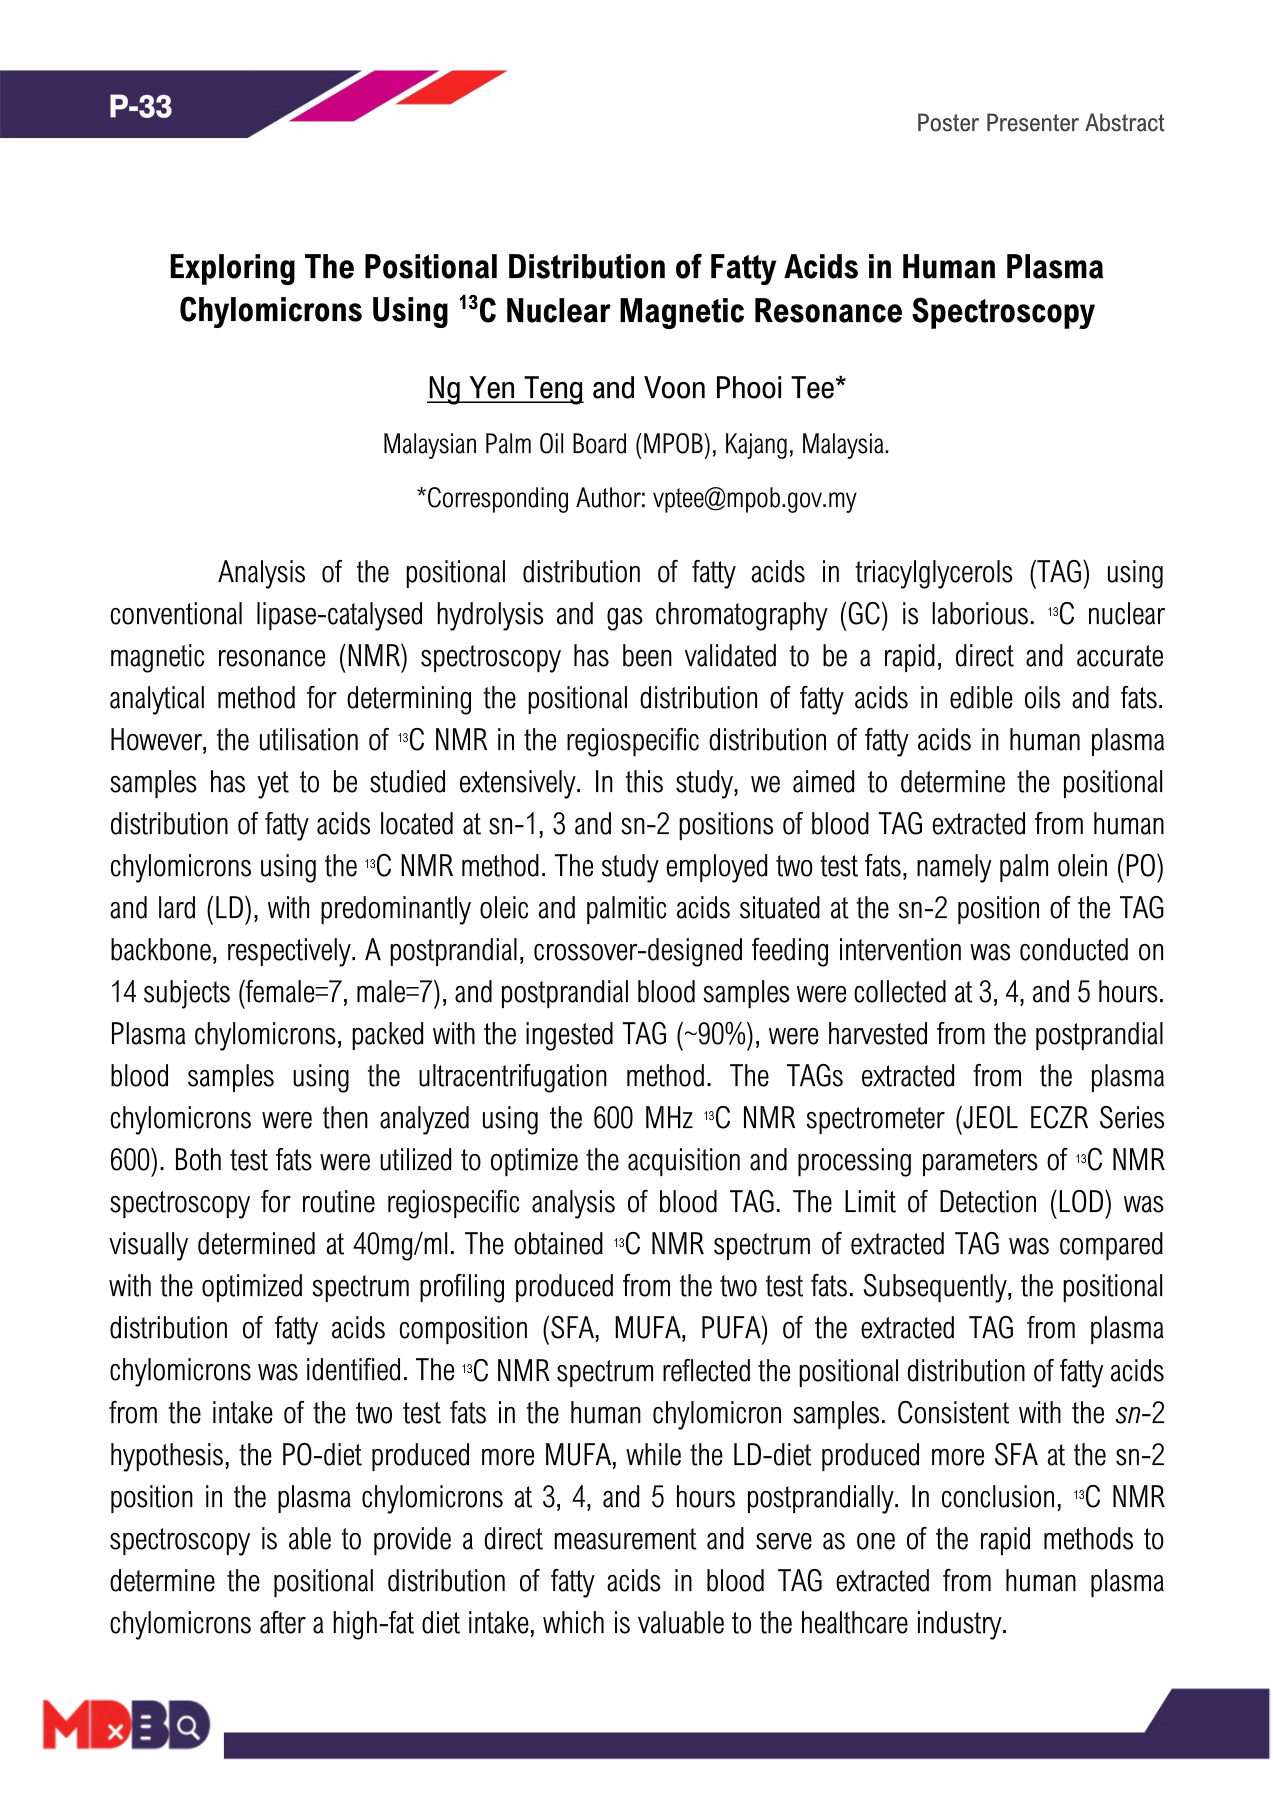 P-33
Poster Presenter Abstract
Exploring The Positional Distribution of Fatty Acids in Human Plasma
Chylomicrons Using ¹³C Nuclear Magnetic Resonance Spectroscopy
Ng Yen Teng and Voon Phooi Tee*
Malaysian Palm Oil Board (MPOB), Kajang, Malaysia.
*Corresponding Author: vptee@mpob.gov.my
Analysis of the positional distribution of fatty acids in triacylglycerols (TAG) using
conventional lipase-catalysed hydrolysis and gas chromatography (GC) is laborious. ¹³C nuclear
magnetic resonance (NMR) spectroscopy has been validated to be a rapid, direct and accurate
analytical method for determining the positional distribution of fatty acids in edible oils and fats.
However, the utilisation of ¹³C NMR in the regiospecific distribution of fatty acids in human plasma
samples has yet to be studied extensively. In this study, we aimed to determine the positional
distribution of fatty acids located at sn-1, 3 and sn-2 positions of blood TAG extracted from human
chylomicrons using the ¹³C NMR method. The study employed two test fats, namely palm olein (PO)
and lard (LD), with predominantly oleic and palmitic acids situated at the sn-2 position of the TAG
backbone, respectively. A postprandial, crossover-designed feeding intervention was conducted on
14 subjects (female=7, male=7), and postprandial blood samples were collected at 3, 4, and 5 hours.
Plasma chylomicrons, packed with the ingested TAG (~90%), were harvested from the postprandial
blood samples using the ultracentrifugation method. The TAGs extracted from the plasma
chylomicrons were then analyzed using the 600 MHz ¹³C NMR spectrometer (JEOL ECZR Series
600). Both test fats were utilized to optimize the acquisition and processing parameters of ¹³C NMR
spectroscopy for routine regiospecific analysis of blood TAG. The Limit of Detection (LOD) was
visually determined at 40mg/ml. The obtained ¹³C NMR spectrum of extracted TAG was compared
with the optimized spectrum profiling produced from the two test fats. Subsequently, the positional
distribution of fatty acids composition (SFA, MUFA, PUFA) of the extracted TAG from plasma
chylomicrons was identified. The ¹³C NMR spectrum reflected the positional distribution of fatty acids
from the intake of the two test fats in the human chylomicron samples. Consistent with the sn-2
hypothesis, the PO-diet produced more MUFA, while the LD-diet produced more SFA at the sn-2
position in the plasma chylomicrons at 3, 4, and 5 hours postprandially. In conclusion, ¹³C NMR
spectroscopy is able to provide a direct measurement and serve as one of the rapid methods to
determine the positional distribution of fatty acids in blood TAG extracted from human plasma
chylomicrons after a high-fat diet intake, which is valuable to the healthcare industry.
MDxBD